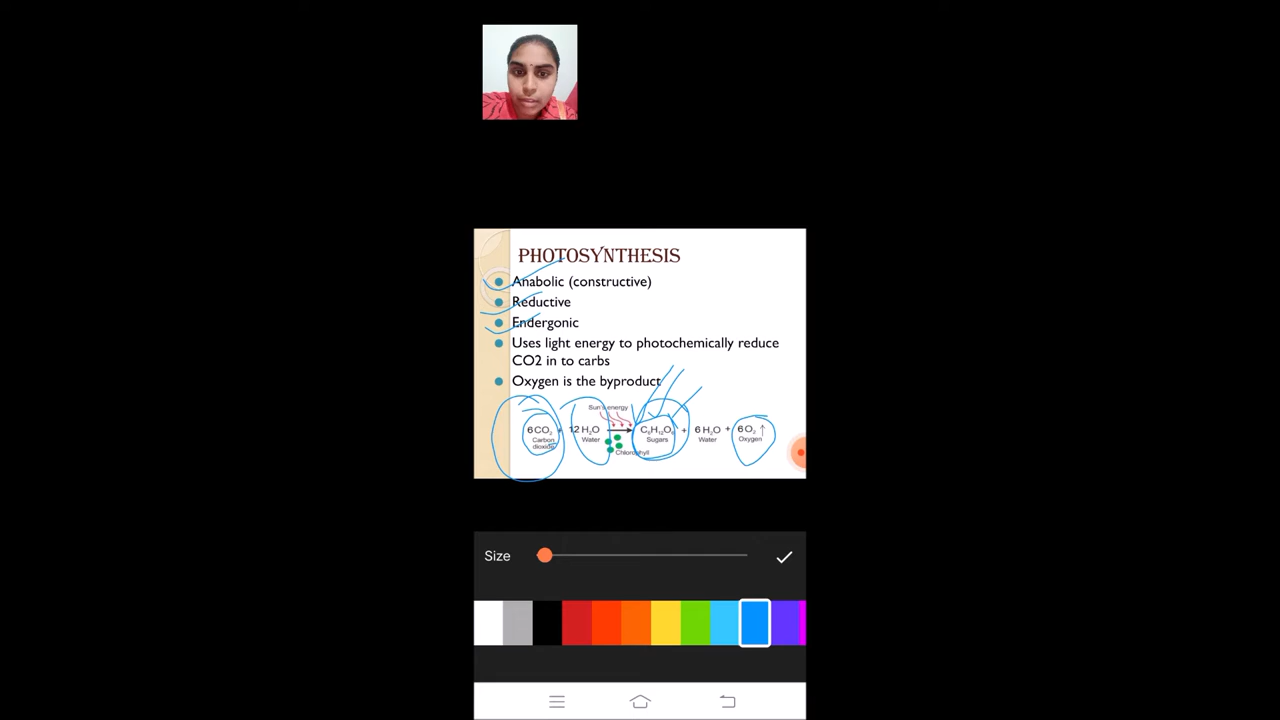 PHOTOSYNTHESIS
Anabolic (constructive)
Reductive
Endergonic
Uses light energy to photochemically reduce
CO2 in to carbs
Oxygen is the byproduct
Sun's energy
6CO₂ + 12H₂O → C₆H₁₂O₆ + 6H₂O + 6O₂ ↑
Carbon dioxide Water Sugars Water Oxygen
Chlorophyll
Size